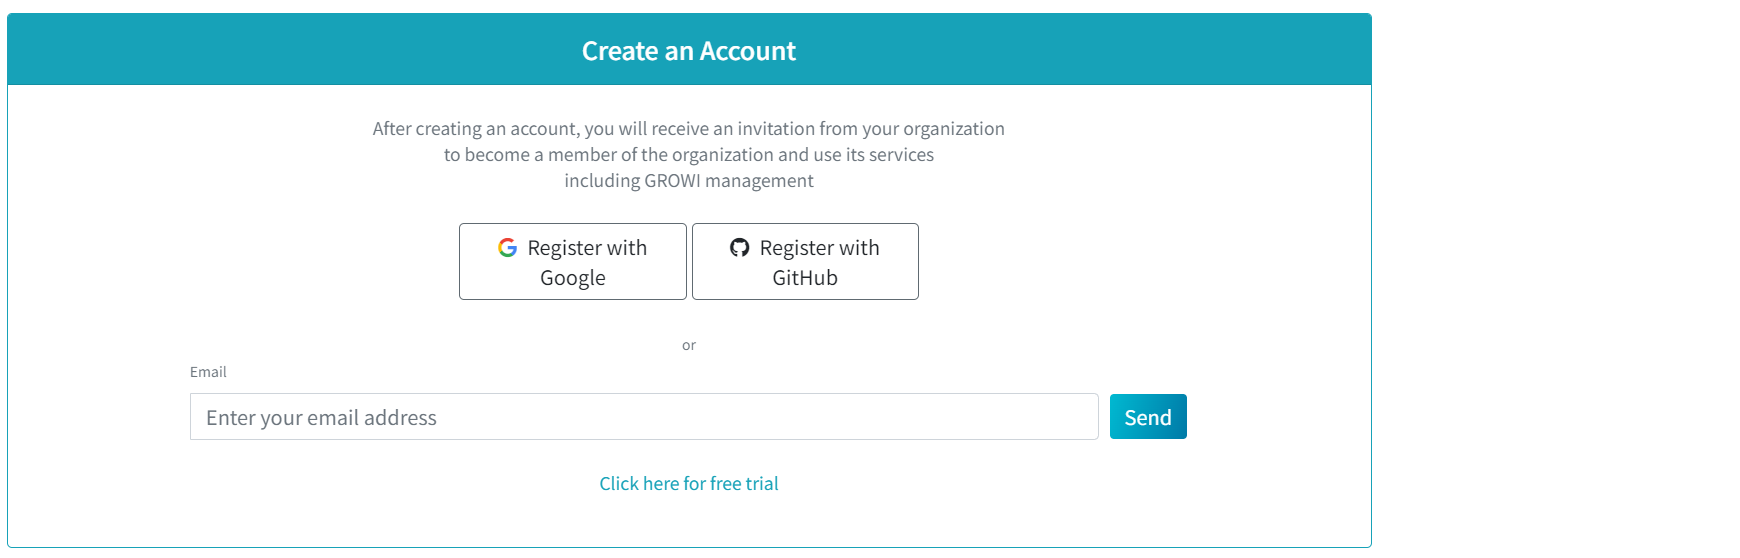 Create an Account
After creating an account, you will receive an invitation from your organization
to become a member of the organization and use its services
including GROWI management
Register with
Google
Register with
GitHub
or
Email
Enter your email address
Send
Click here for free trial